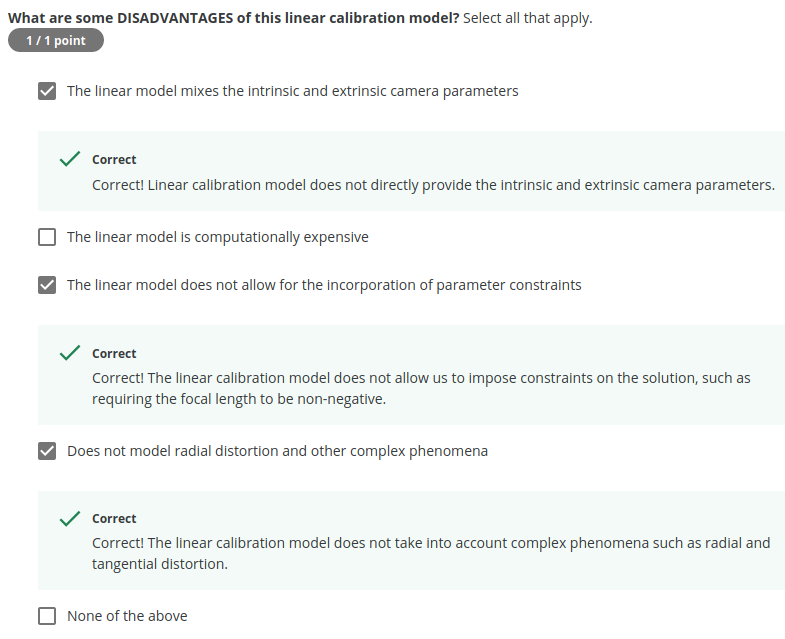 What are some DISADVANTAGES of this linear calibration model? Select all that apply.
1 / 1 point
The linear model mixes the intrinsic and extrinsic camera parameters
Correct
Correct! Linear calibration model does not directly provide the intrinsic and extrinsic camera parameters.
The linear model is computationally expensive
The linear model does not allow for the incorporation of parameter constraints
Correct
Correct! The linear calibration model does not allow us to impose constraints on the solution, such as
requiring the focal length to be non-negative.
Does not model radial distortion and other complex phenomena
Correct
Correct! The linear calibration model does not take into account complex phenomena such as radial and
tangential distortion.
None of the above